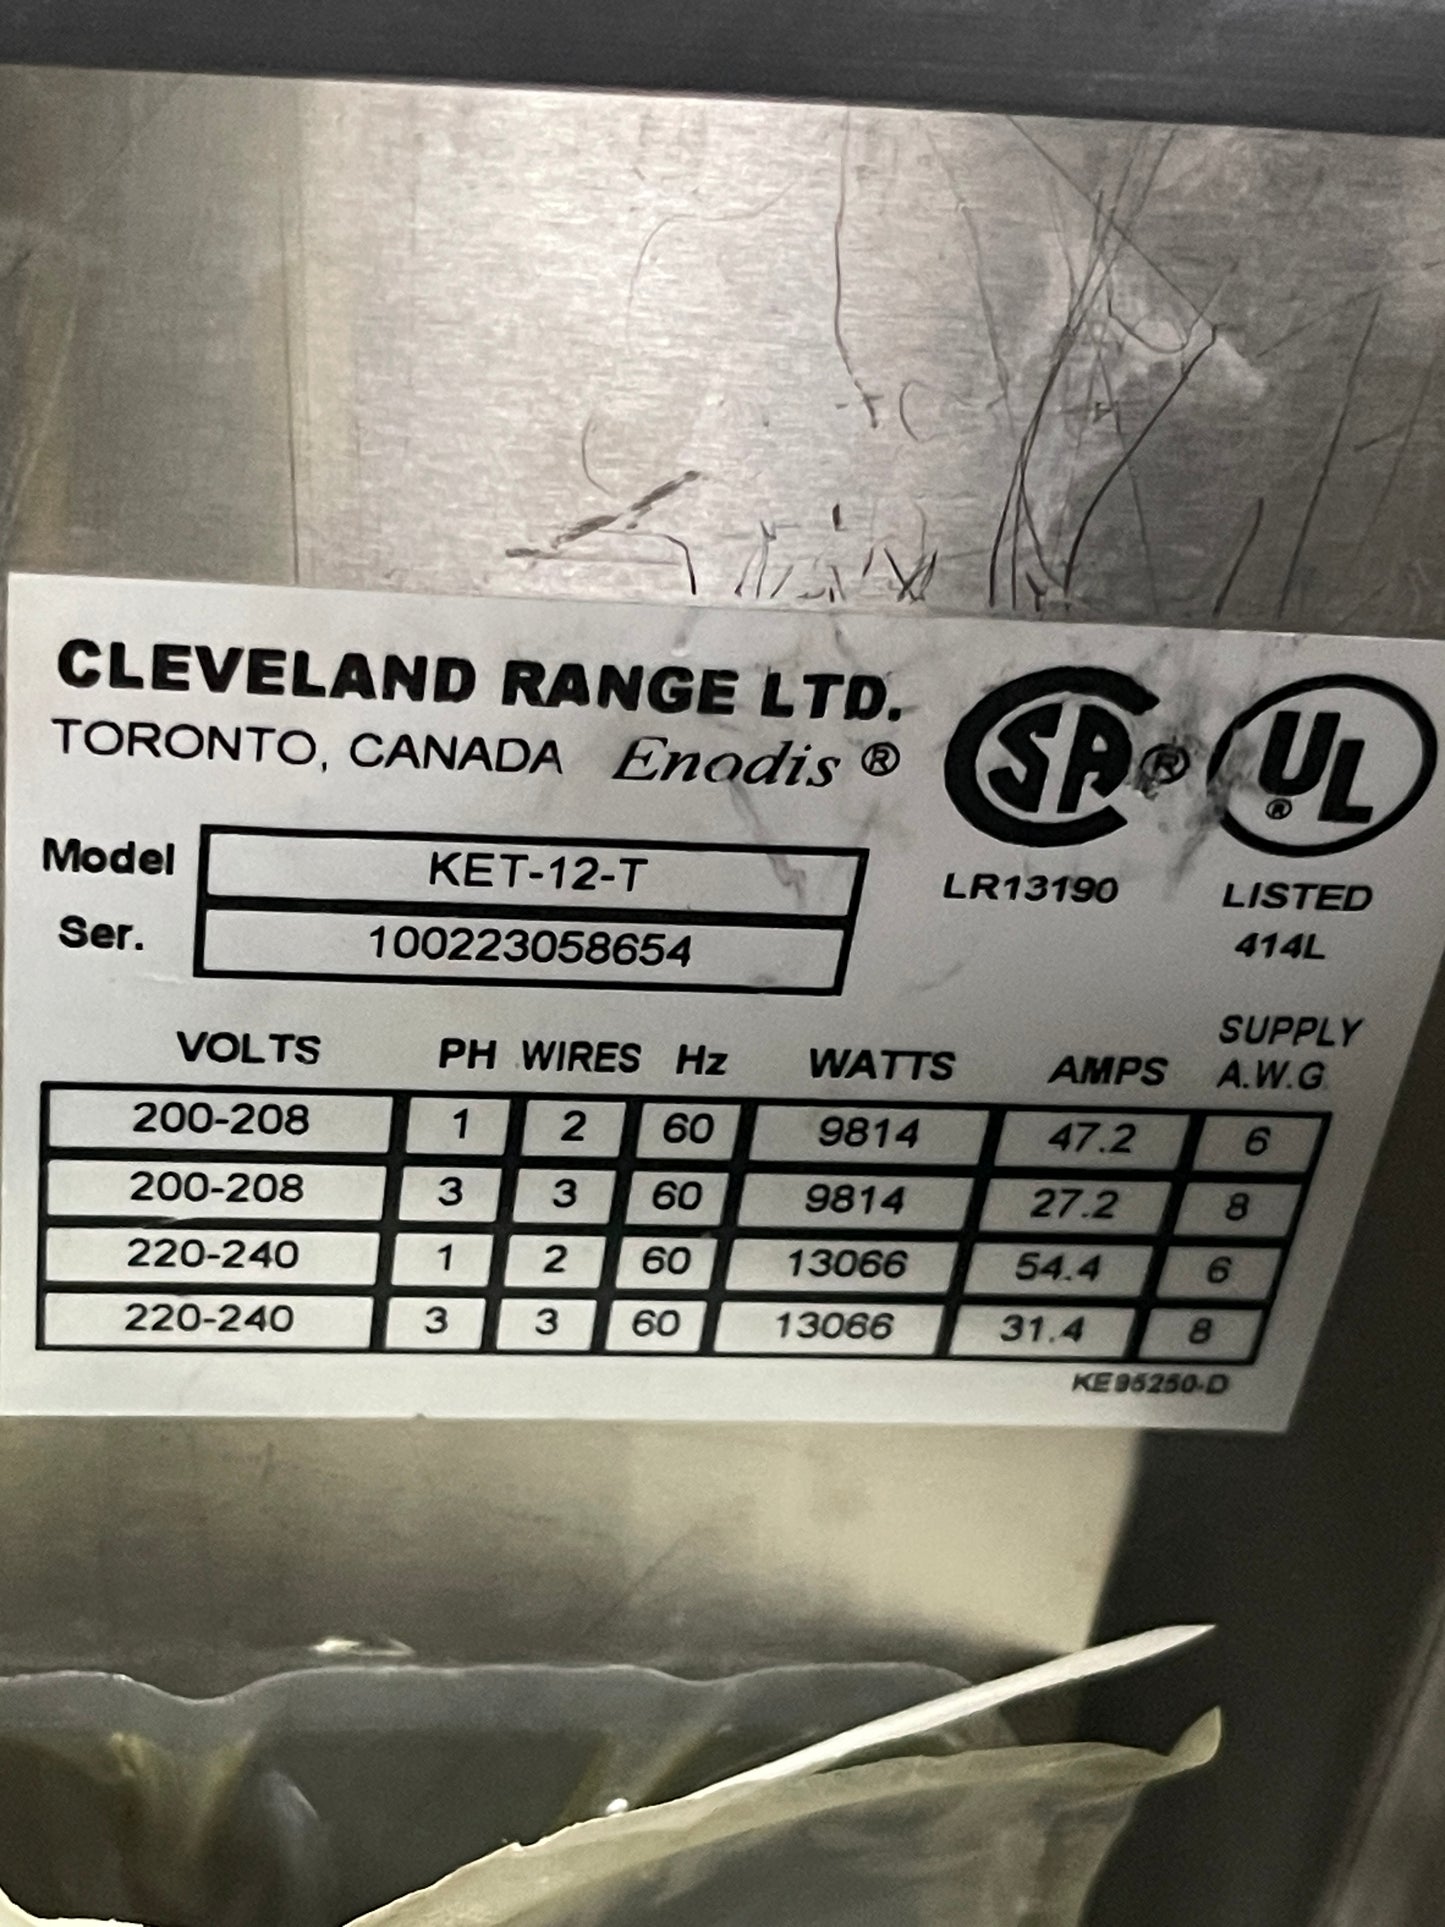 CLEVELAND RANGE LTD.
TORONTO, CANADA Enodis ®
CSA ® UL ®
LR13190 LISTED
414L
Model KET-12-T
Ser. 100223058654
VOLTS PH WIRES Hz WATTS AMPS SUPPLY A.W.G
200-208 1 2 60 9814 47.2 6
200-208 3 3 60 9814 27.2 8
220-240 1 2 60 13066 54.4 6
220-240 3 3 60 13066 31.4 8
KE95250-D